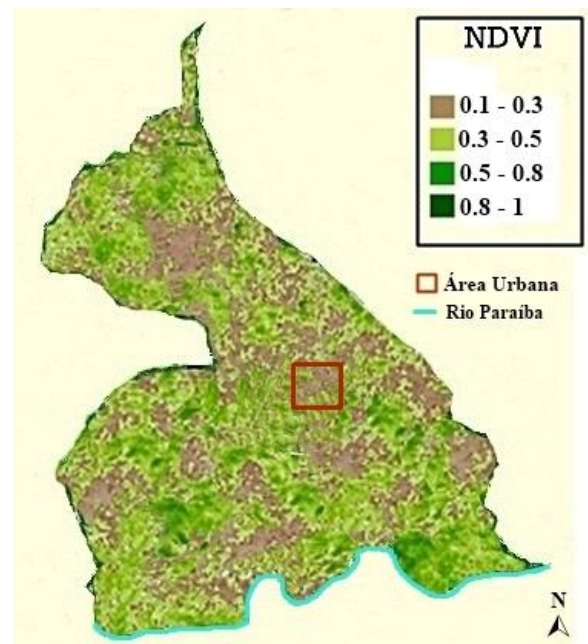 NDVI
0.1 - 0.3
0.3 - 0.5
0.5 - 0.8
0.8 - 1
Área Urbana
Rio Paraíba
N